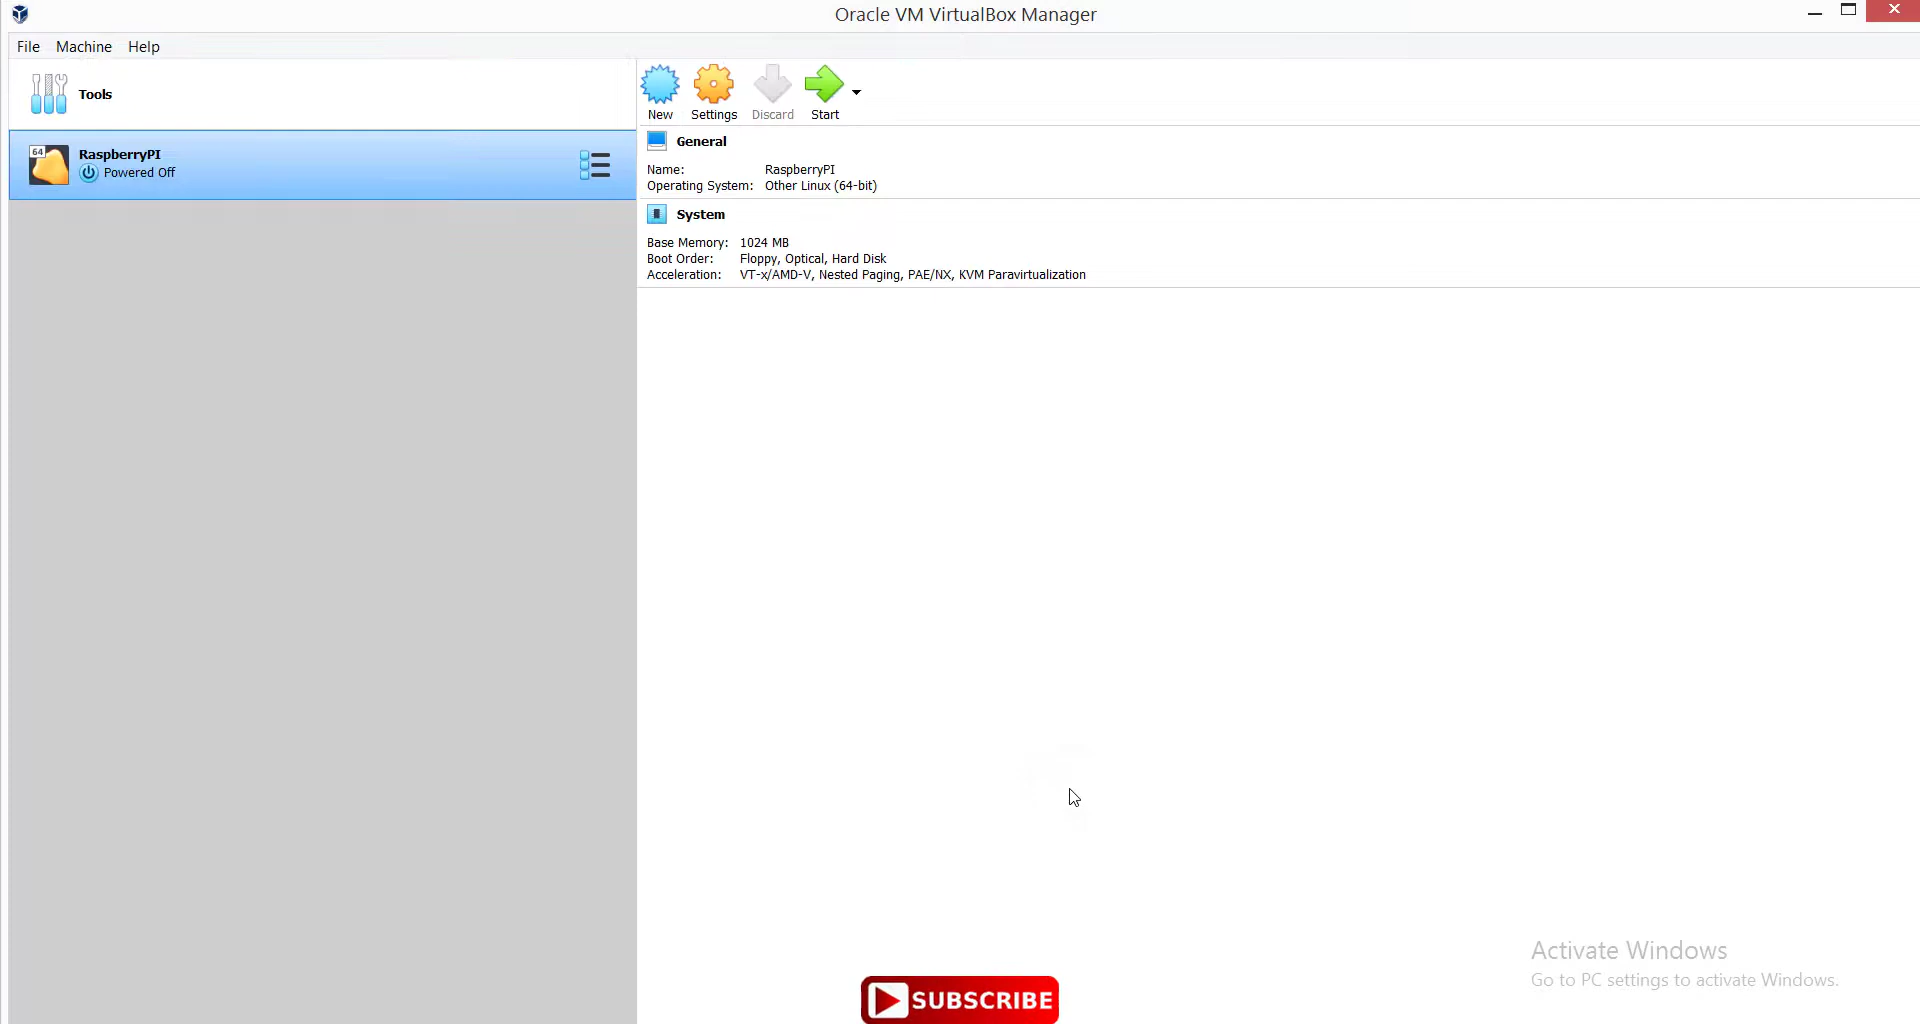 Oracle VM VirtualBox Manager
File Machine Help
Tools
New Settings Discard Start
64
RaspberryPI
Powered Off
General
Name: RaspberryPI
Operating System: Other Linux (64-bit)
System
Base Memory: 1024 MB
Boot Order: Floppy, Optical, Hard Disk
Acceleration: VT-x/AMD-V, Nested Paging, PAE/NX, KVM Paravirtualization
Activate Windows
Go to PC settings to activate Windows.
SUBSCRIBE